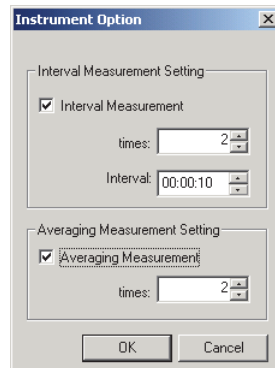 Instrument Option
Interval Measurement Setting
Interval Measurement
times: 2
Interval: 00:00:10
Averaging Measurement Setting
Averaging Measurement
times: 2
OK Cancel